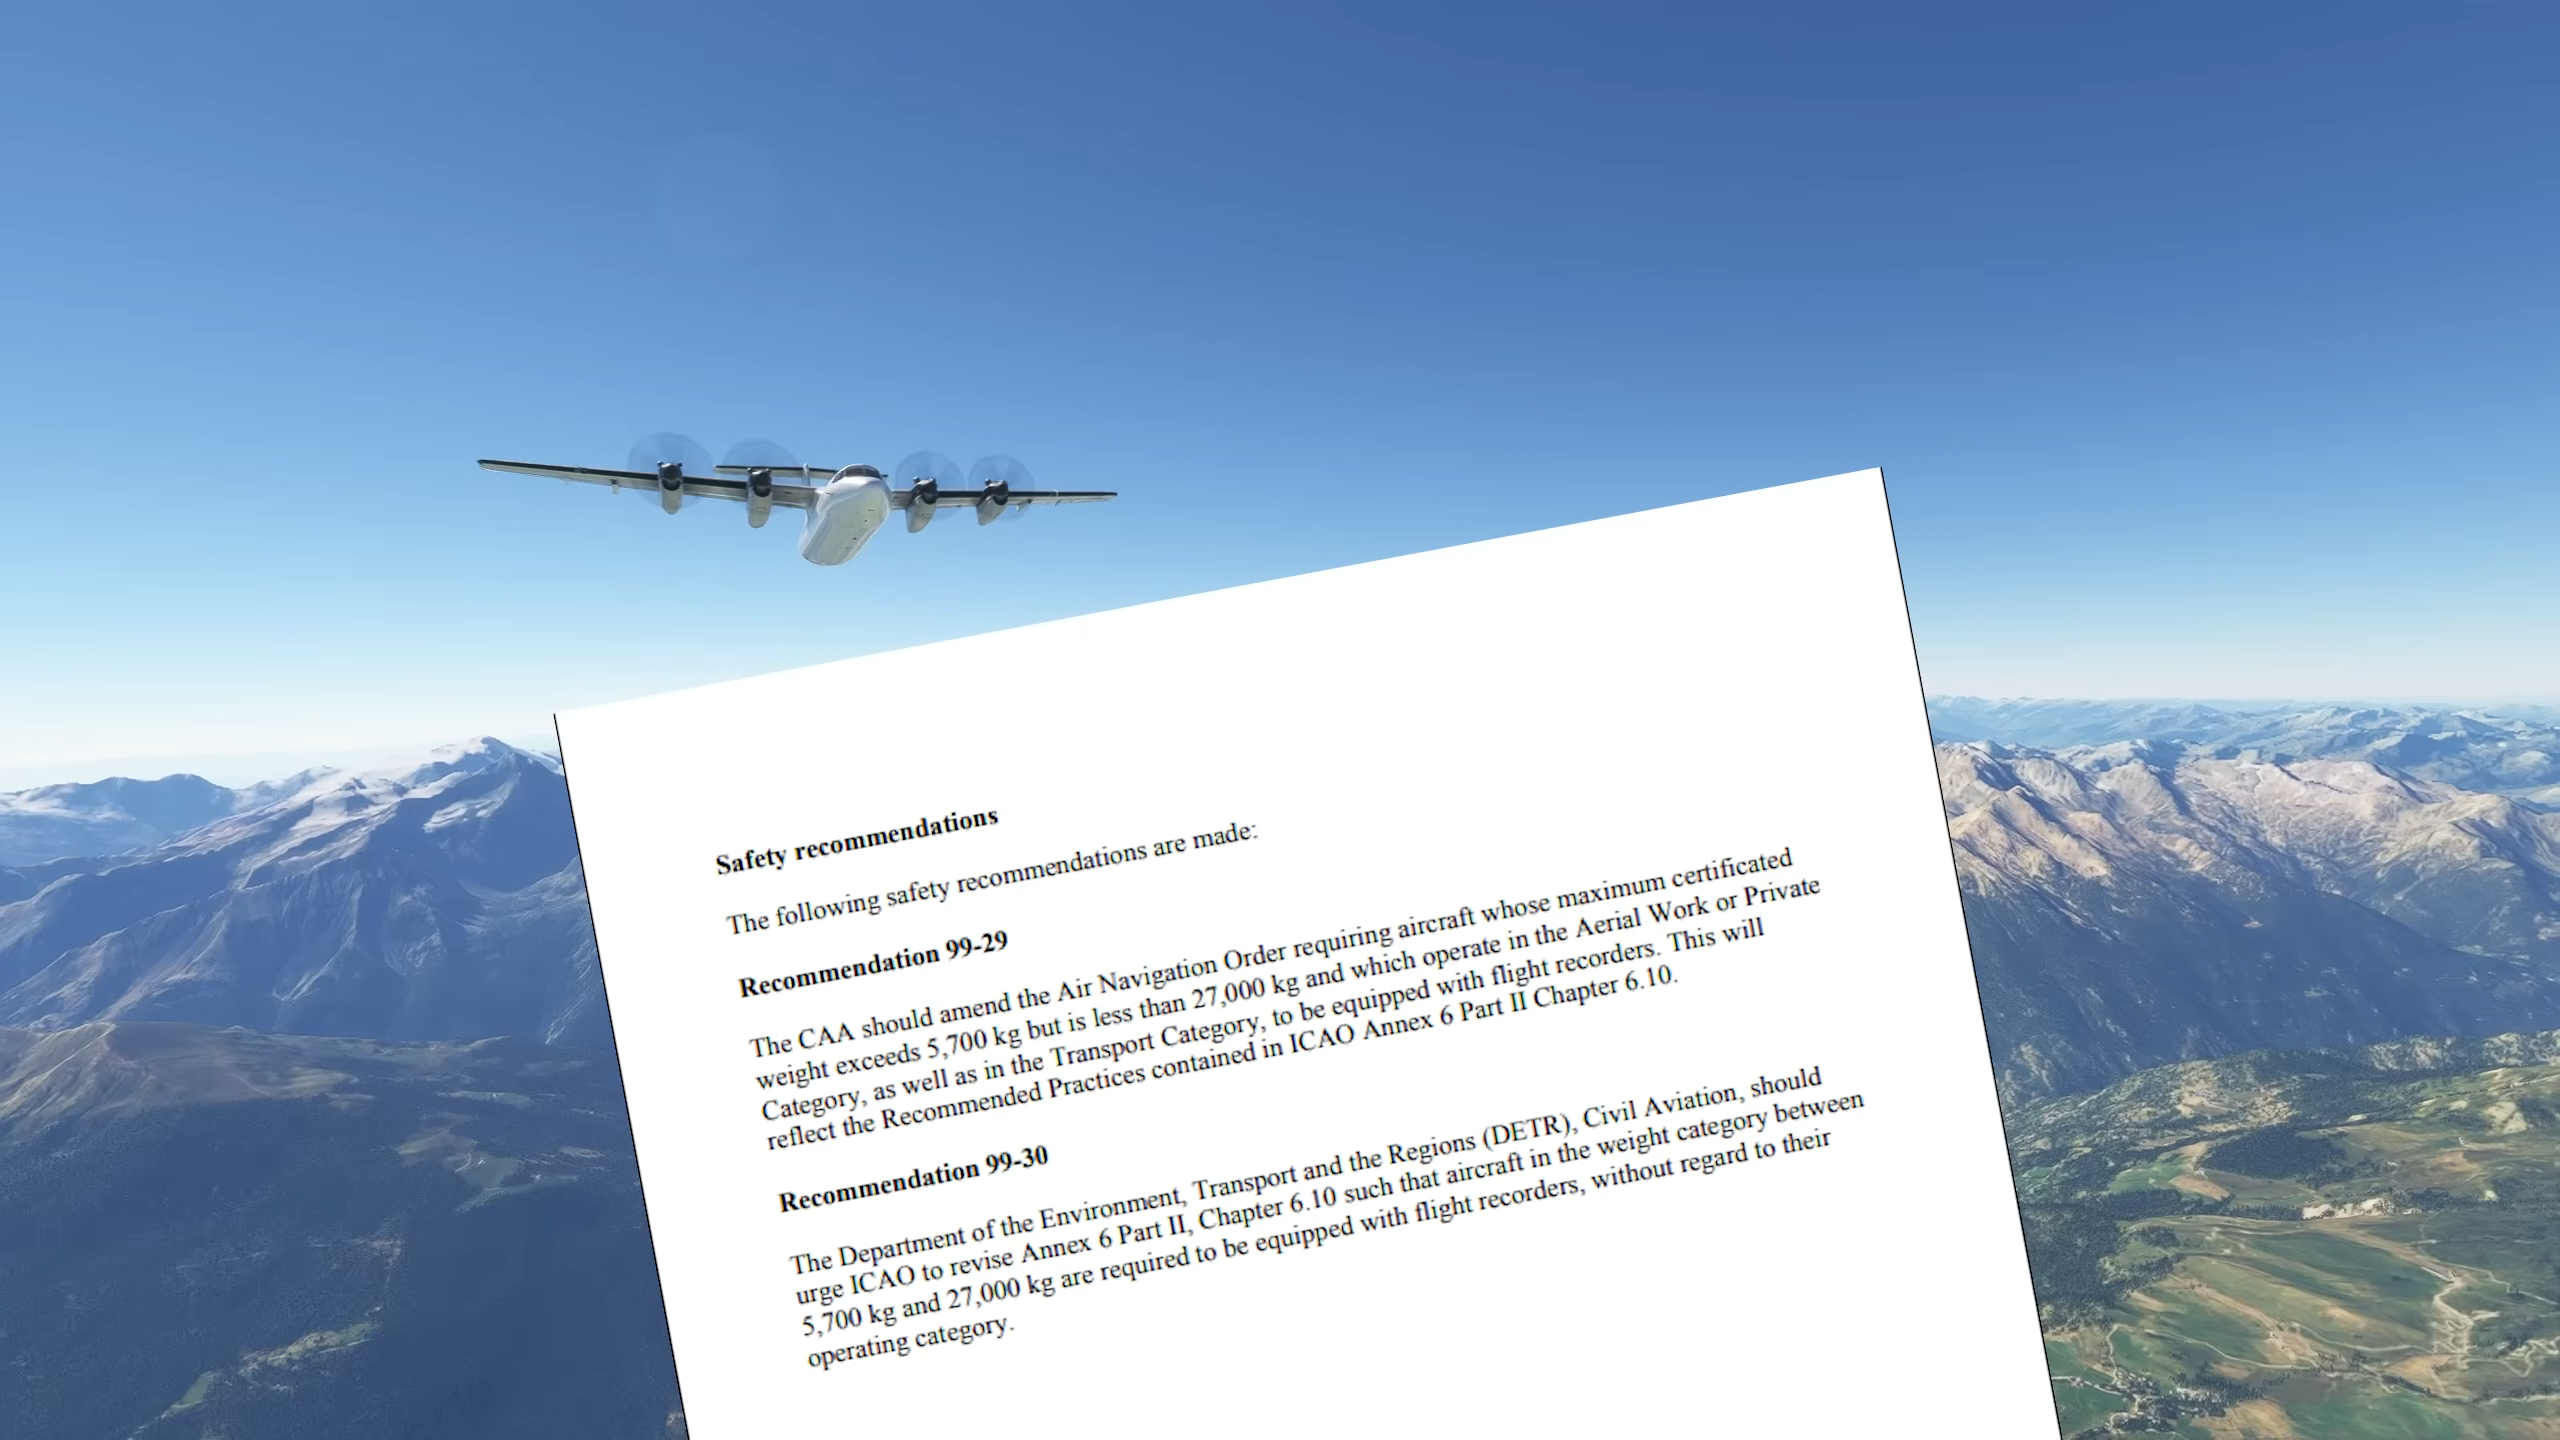 Safety recommendations
The following safety recommendations are made:
Recommendation 99-29
The CAA should amend the Air Navigation Order requiring aircraft whose maximum certificated
weight exceeds 5,700 kg but is less than 27,000 kg and which operate in the Aerial Work or Private
Category, as well as in the Transport Category, to be equipped with flight recorders. This will
reflect the Recommended Practices contained in ICAO Annex 6 Part II Chapter 6.10.
Recommendation 99-30
The Department of the Environment, Transport and the Regions (DETR), Civil Aviation, should
urge ICAO to revise Annex 6 Part II, Chapter 6.10 such that aircraft in the weight category between
5,700 kg and 27,000 kg are required to be equipped with flight recorders, without regard to their
operating category.